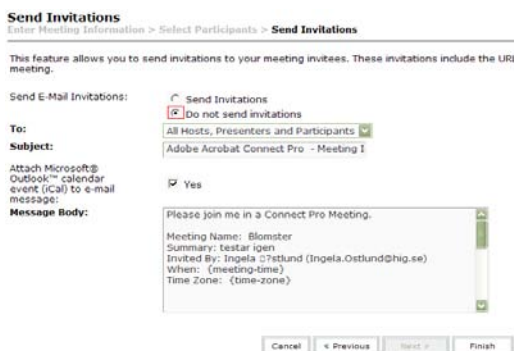 Send Invitations
Enter Meeting Information > Select Participants > Send Invitations
This feature allows you to send invitations to your meeting invitees. These invitations include the URL
meeting.
Send E-Mail Invitations:
Send Invitations
Do not send invitations
To:
All Hosts, Presenters and Participants
Subject:
Adobe Acrobat Connect Pro - Meeting I
Attach Microsoft®
Outlook™ calendar
event (iCal) to e-mail
message:
Yes
Message Body:
Please join me in a Connect Pro Meeting.
Meeting Name: Blomster
Summary: testar igen
Invited By: Ingela □?stlund (Ingela.Ostlund@hig.se)
When: {meeting-time}
Time Zone: {time-zone}
Cancel < Previous Next > Finish